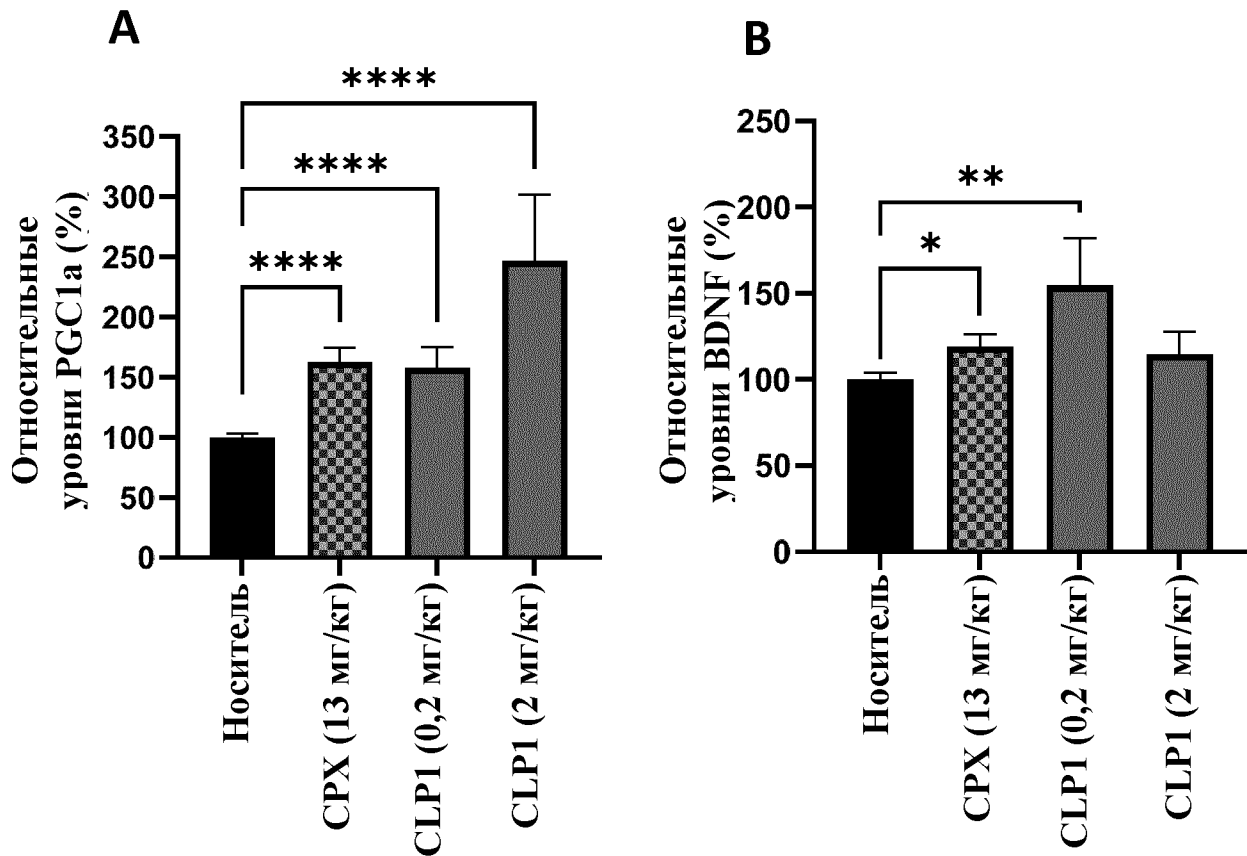 A
****
****
****
350
300
250
200
150
100
50
0
Относительные
уровни PGC1a (%)
Носитель
CPX (13 мг/кг)
CLP1 (0,2 мг/кг)
CLP1 (2 мг/кг)
B
**
*
250
200
150
100
50
0
Относительные
уровни BDNF (%)
Носитель
CPX (13 мг/кг)
CLP1 (0,2 мг/кг)
CLP1 (2 мг/кг)